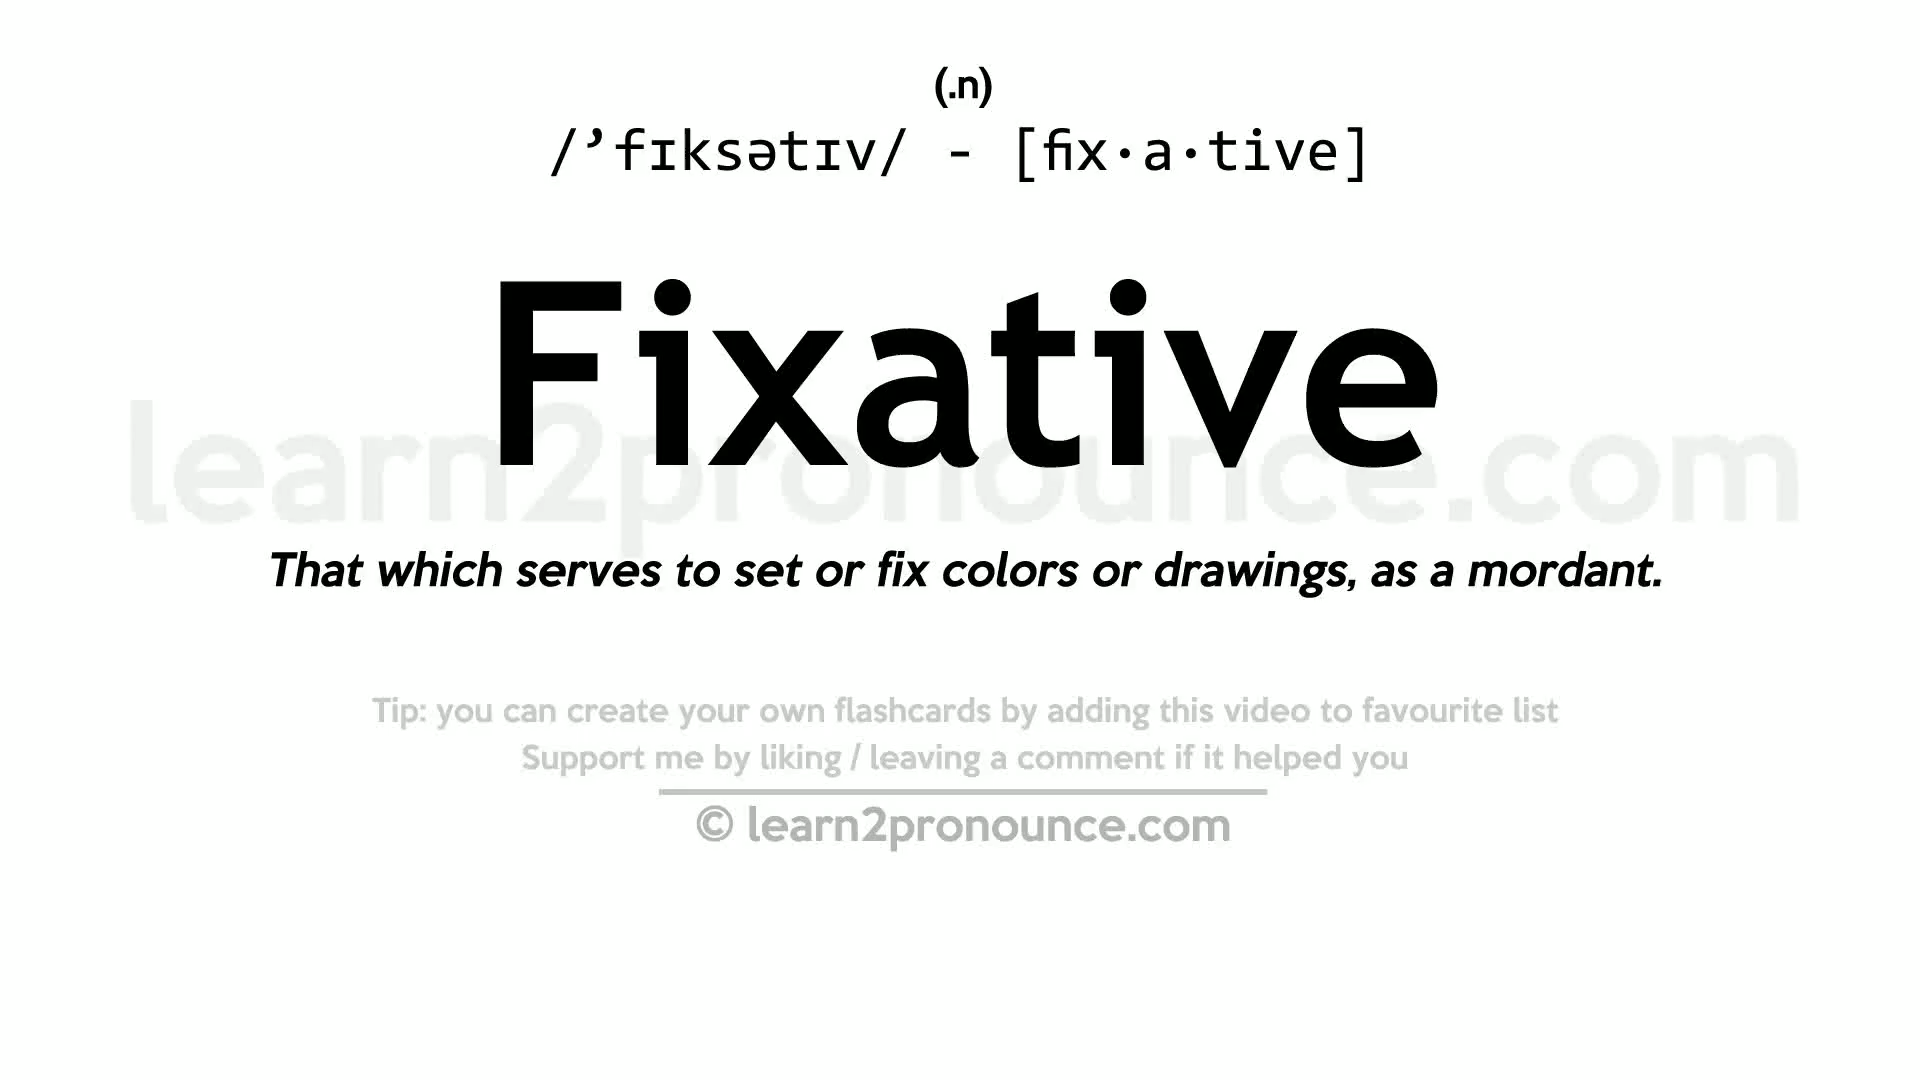 (.n)
/’fɪksətɪv/ - [fix·a·tive]
Fixative
learn2pronounce.com
That which serves to set or fix colors or drawings, as a mordant.
Tip: you can create your own flashcards by adding this video to favourite list
Support me by liking / leaving a comment if it helped you
© learn2pronounce.com